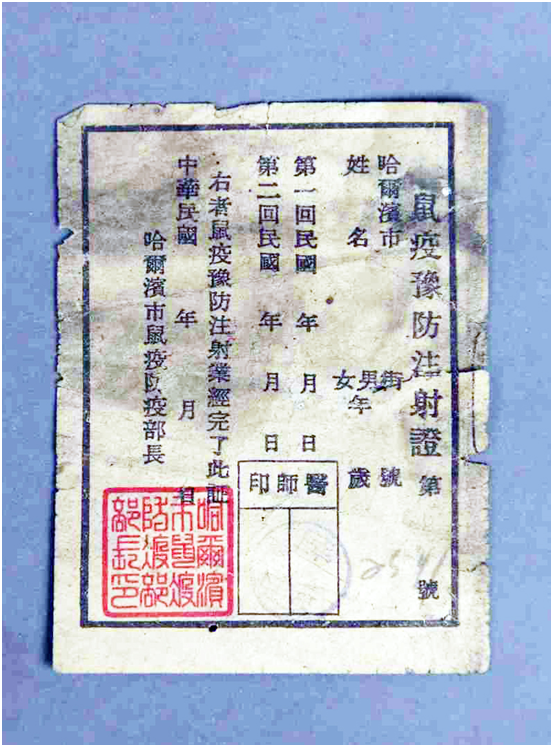 鼠疫豫防注射證 第 號
哈爾濱市 街 號
姓名 男女 年 歲
第一回民國 年 月 日
第二回民國 年 月 日
右者鼠疫豫防注射業經完了此証
中華民國 年 月 日
哈爾濱市鼠疫防疫部長
醫師印
哈爾濱
市鼠疫
防疫部
部長印